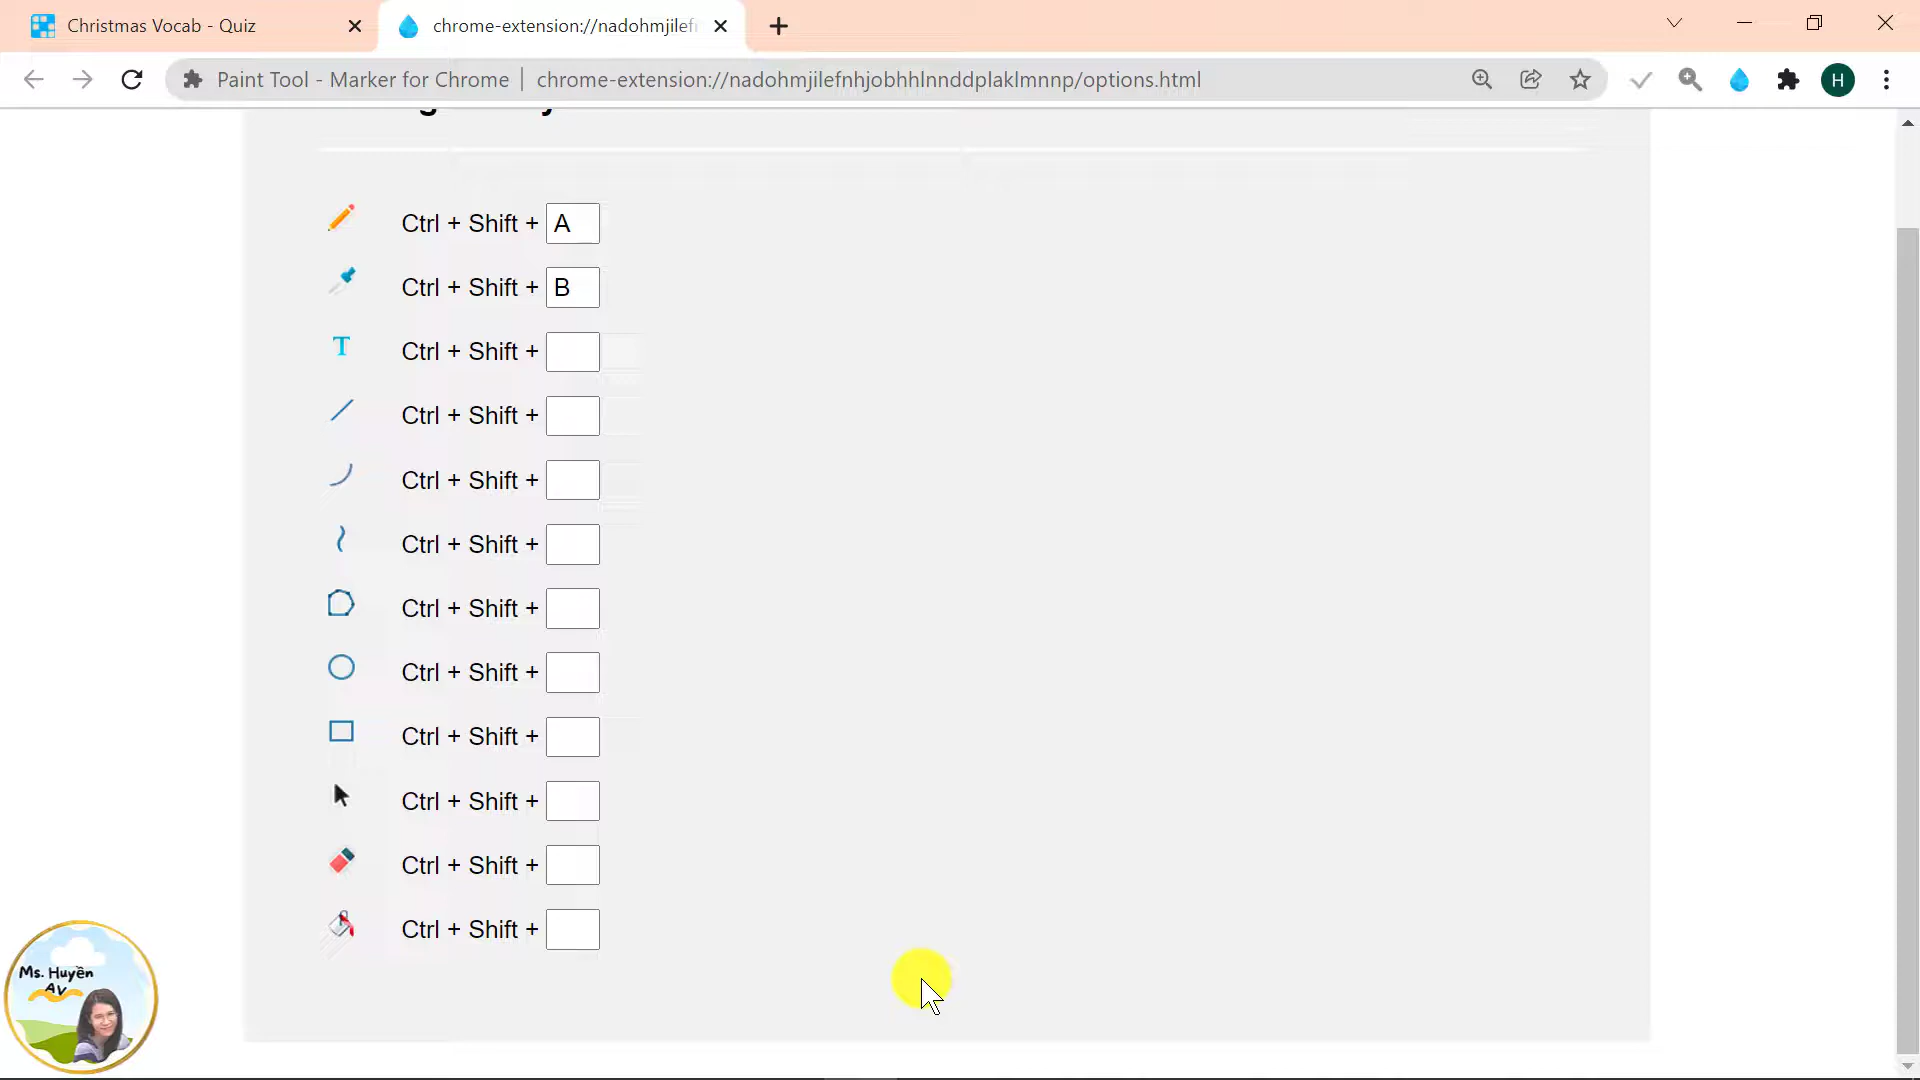 Christmas Vocab - Quiz
chrome-extension://nadohmjilefn
Paint Tool - Marker for Chrome | chrome-extension://nadohmjilefnhjobhhlnnddplaklmnnp/options.html
H
Ctrl + Shift + A
Ctrl + Shift + B
T Ctrl + Shift +
Ctrl + Shift +
Ctrl + Shift +
Ctrl + Shift +
Ctrl + Shift +
Ctrl + Shift +
Ctrl + Shift +
Ctrl + Shift +
Ctrl + Shift +
Ctrl + Shift +
Ms. Huyền
AV